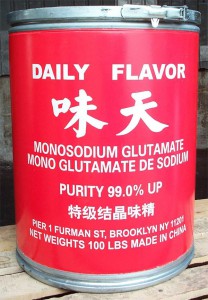 DAILY FLAVOR
味天
MONOSODIUM GLUTAMATE
MONO GLUTAMATE DE SODIUM
PURITY 99.0% UP
特级结晶味精
PIER 1 FURMAN ST, BROOKLYN NY 11201
NET WEIGHTS 100 LBS MADE IN CHINA